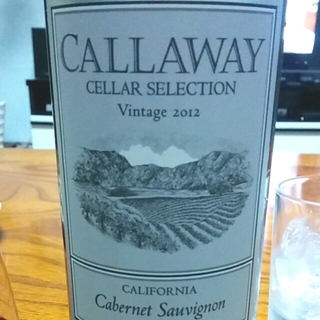 CALLAWAY
CELLAR SELECTION
Vintage 2012
CALIFORNIA
Cabernet Sauvignon